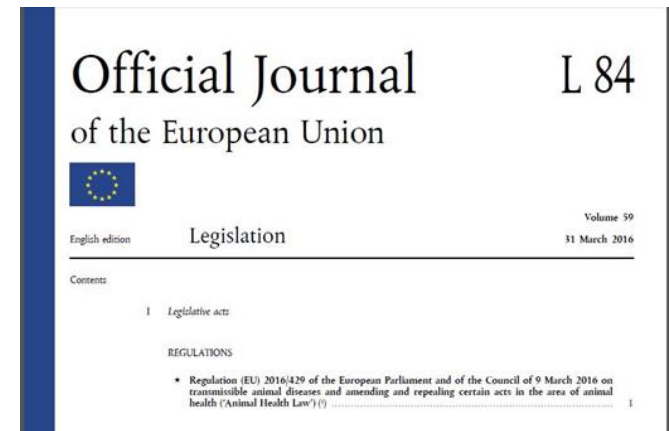 Official Journal L 84
of the European Union
Volume 59
English edition Legislation 31 March 2016
Contents
I Legislative acts
REGULATIONS
★ Regulation (EU) 2016/429 of the European Parliament and of the Council of 9 March 2016 on
transmissible animal diseases and amending and repealing certain acts in the area of animal
health (‘Animal Health Law’) (¹) ........................................................................ 1